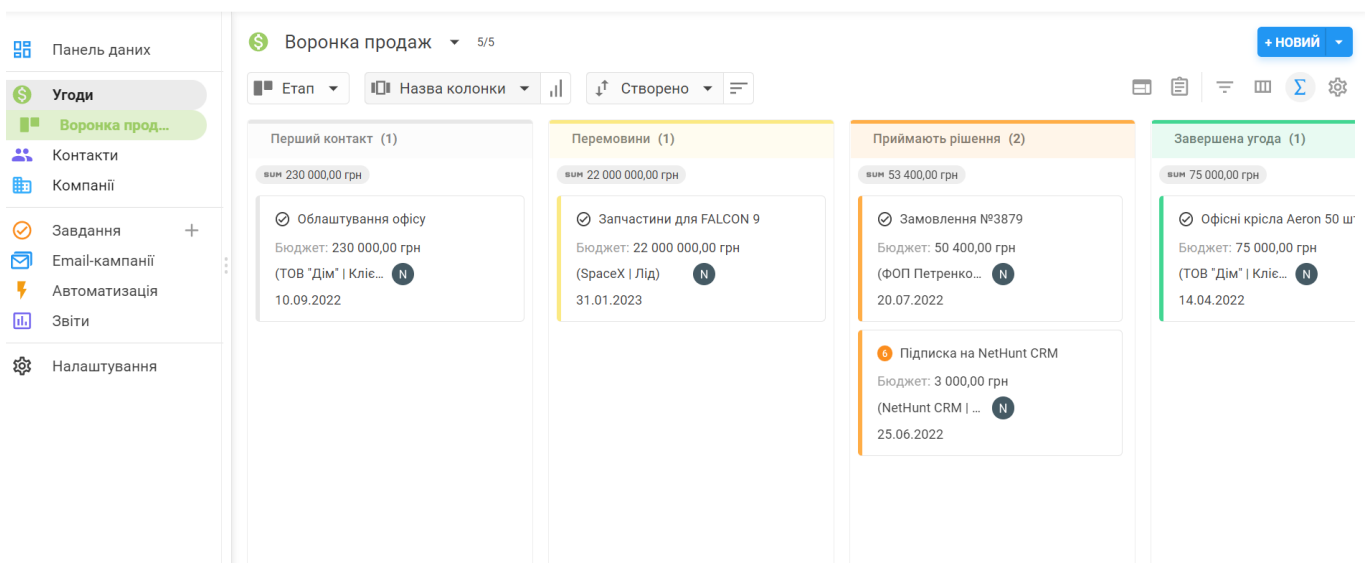 Панель даних
Угоди
Воронка прод...
Контакти
Компанії
Завдання
Email-кампанії
Автоматизація
Звіти
Налаштування
Воронка продаж 5/5
+ НОВИЙ
Етап
Назва колонки
Створено
Перший контакт (1)
SUM 230 000,00 грн
Облаштування офісу
Бюджет: 230 000,00 грн
(ТОВ "Дім" | Кліє... N
10.09.2022
Перемовини (1)
SUM 22 000 000,00 грн
Запчастини для FALCON 9
Бюджет: 22 000 000,00 грн
(SpaceX | Лід) N
31.01.2023
Приймають рішення (2)
SUM 53 400,00 грн
Замовлення №3879
Бюджет: 50 400,00 грн
(ФОП Петренко... N
20.07.2022
6 Підписка на NetHunt CRM
Бюджет: 3 000,00 грн
(NetHunt CRM | ... N
25.06.2022
Завершена угода (1)
SUM 75 000,00 грн
Офісні крісла Aeron 50 шт
Бюджет: 75 000,00 грн
(ТОВ "Дім" | Кліє... N
14.04.2022